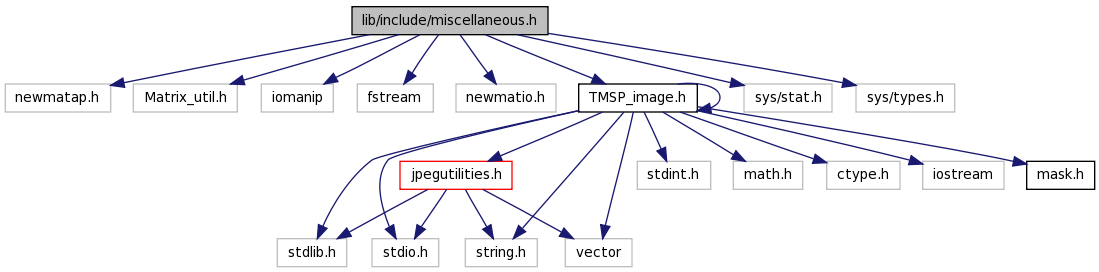 lib/include/miscellaneous.h
newmatap.h
Matrix_util.h
iomanip
fstream
newmatio.h
TMSP_image.h
sys/stat.h
sys/types.h
jpegutilities.h
stdint.h
math.h
ctype.h
iostream
mask.h
stdlib.h
stdio.h
string.h
vector